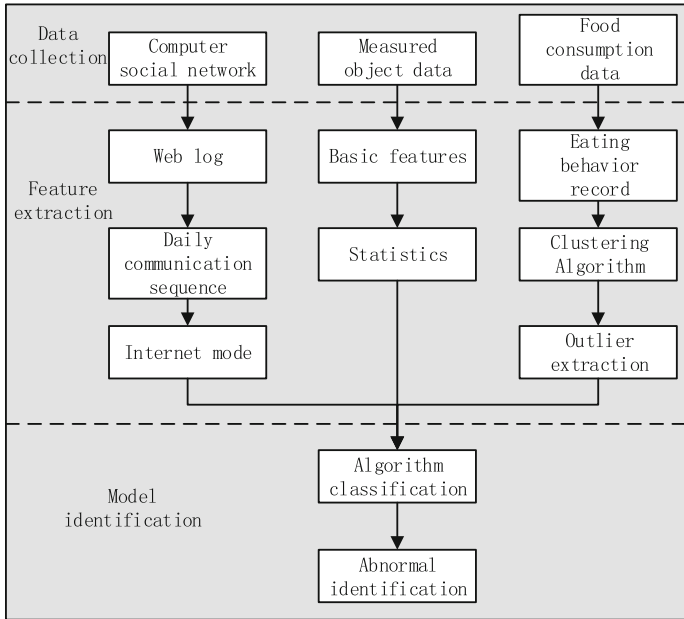 Data
collection
Computer
social network
Measured
object data
Food
consumption
data
Feature
extraction
Web log
Basic features
Eating
behavior
record
Daily
communication
sequence
Statistics
Clustering
Algorithm
Internet mode
Outlier
extraction
Model
identification
Algorithm
classification
Abnormal
identification